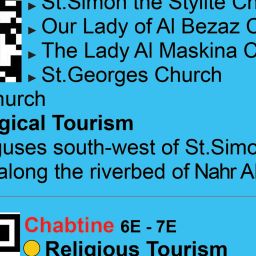 St.Simon the Stylite Ch
Our Lady of Al Bezaz C
The Lady Al Maskina C
St.Georges Church
hurch
gical Tourism
guses south-west of St.Simo
along the riverbed of Nahr Al
Chabtine 6E - 7E
Religious Tourism